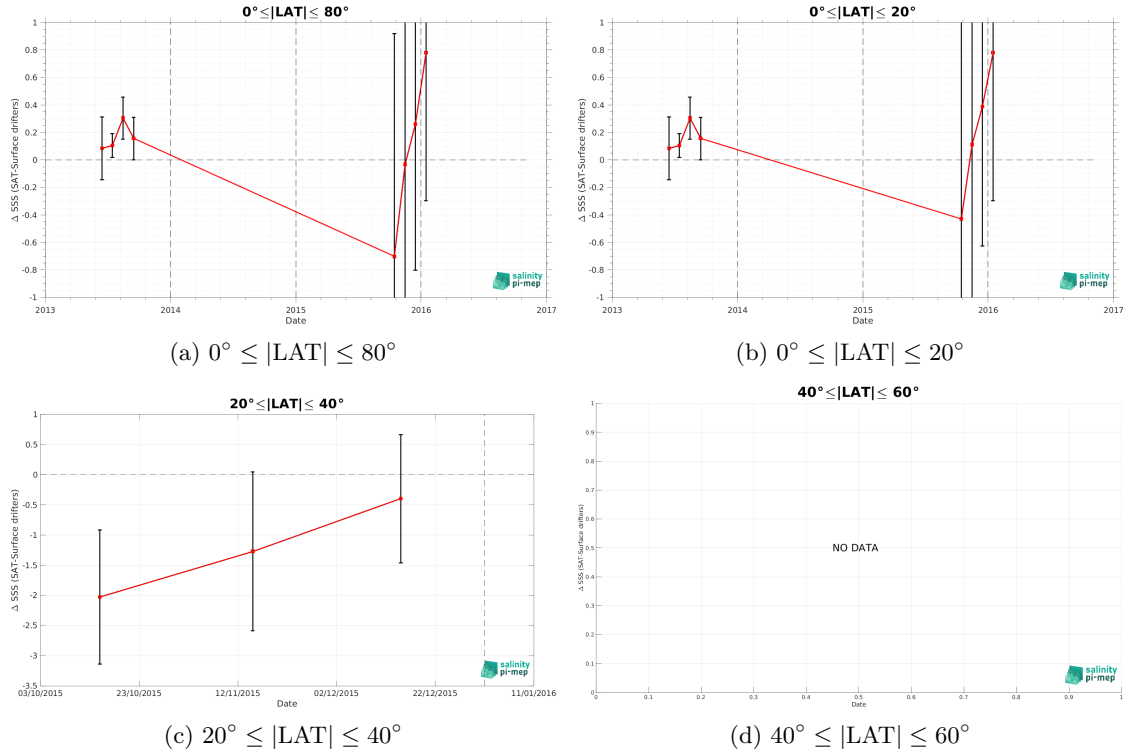 0°≤|LAT|≤ 80°
1
0.8
0.6
0.4
0.2
0
-0.2
-0.4
-0.6
-0.8
-1
Δ SSS (SAT-Surface drifters)
2013
2014
2015
2016
2017
Date
salinity
pi-mep
(a) 0° ≤ |LAT| ≤ 80°
0°≤|LAT|≤ 20°
1
0.8
0.6
0.4
0.2
0
-0.2
-0.4
-0.6
-0.8
-1
Δ SSS (SAT-Surface drifters)
2013
2014
2015
2016
2017
Date
salinity
pi-mep
(b) 0° ≤ |LAT| ≤ 20°
20°≤|LAT|≤ 40°
1
0.5
0
-0.5
-1
-1.5
-2
-2.5
-3
-3.5
Δ SSS (SAT-Surface drifters)
03/10/2015
23/10/2015
12/11/2015
02/12/2015
22/12/2015
11/01/2016
Date
salinity
pi-mep
(c) 20° ≤ |LAT| ≤ 40°
40°≤|LAT|≤ 60°
1
0.9
0.8
0.7
0.6
0.5
0.4
0.3
0.2
0.1
0
Δ SSS (SAT-Surface drifters)
NO DATA
0
0.1
0.2
0.3
0.4
0.5
0.6
0.7
0.8
0.9
1
Date
salinity
pi-mep
(d) 40° ≤ |LAT| ≤ 60°